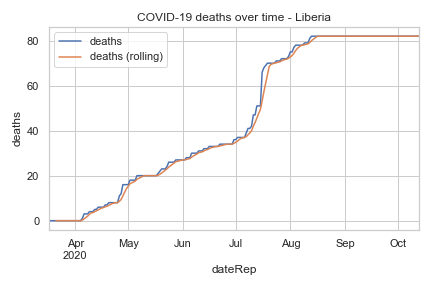 COVID-19 deaths over time - Liberia
deaths
deaths (rolling)
80
60
40
20
0
deaths
Apr May Jun Jul Aug Sep Oct
2020
dateRep